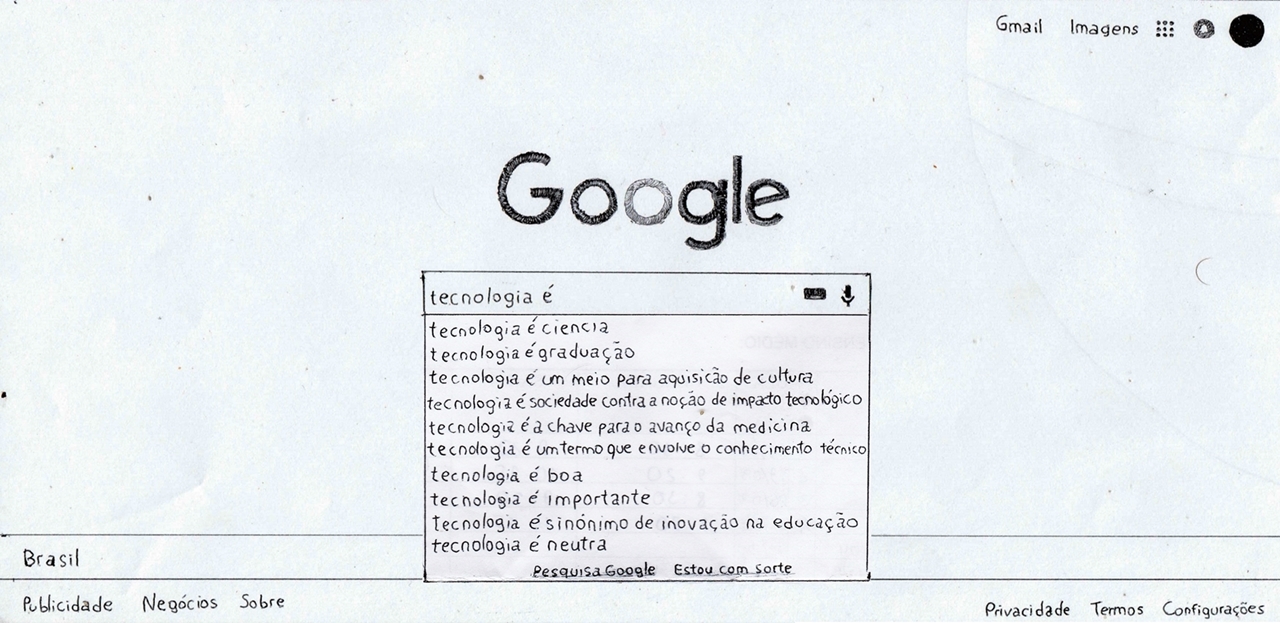 Gmail Imagens
Google
tecnologia é
tecnologia é ciencia
tecnologia é graduação
tecnologia é um meio para aquisicão de cultura
tecnologia é sociedade contra a noção de impacto tecnológico
tecnologia é a chave para o avanço da medicina
tecnologia é um termo que envolve o conhecimento técnico
tecnologia é boa
tecnologia é importante
tecnologia é sinónimo de inovação na educação
tecnologia é neutra
Pesquisa Google Estou com sorte
Brasil
Publicidade Negócios Sobre
Privacidade Termos Configurações